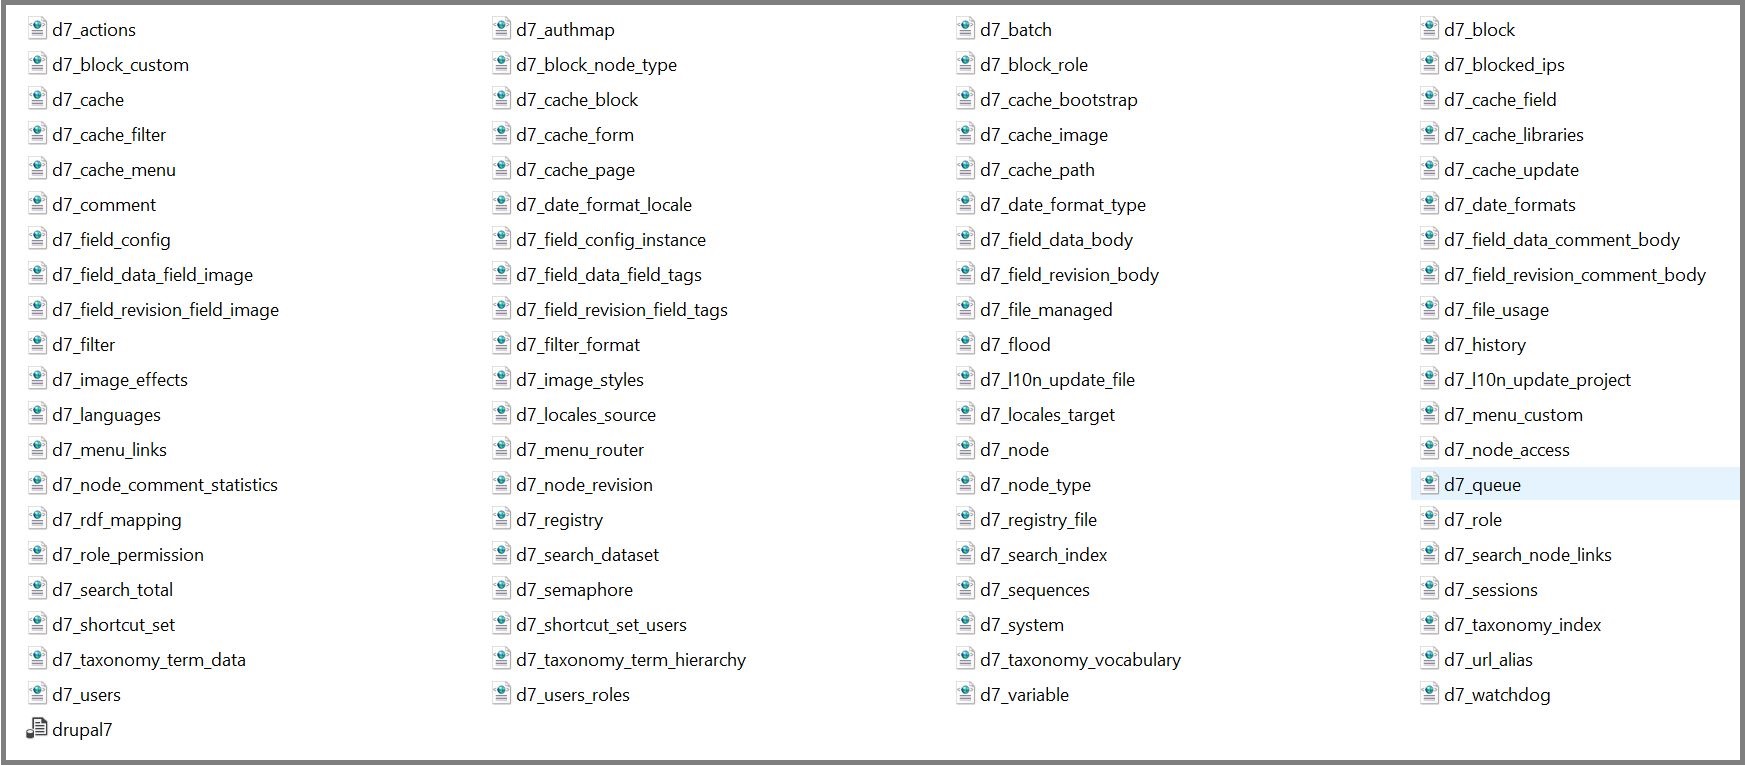 d7_actions d7_authmap d7_batch d7_block
d7_block_custom d7_block_node_type d7_block_role d7_blocked_ips
d7_cache d7_cache_block d7_cache_bootstrap d7_cache_field
d7_cache_filter d7_cache_form d7_cache_image d7_cache_libraries
d7_cache_menu d7_cache_page d7_cache_path d7_cache_update
d7_comment d7_date_format_locale d7_date_format_type d7_date_formats
d7_field_config d7_field_config_instance d7_field_data_body d7_field_data_comment_body
d7_field_data_field_image d7_field_data_field_tags d7_field_revision_body d7_field_revision_comment_body
d7_field_revision_field_image d7_field_revision_field_tags d7_file_managed d7_file_usage
d7_filter d7_filter_format d7_flood d7_history
d7_image_effects d7_image_styles d7_l10n_update_file d7_l10n_update_project
d7_languages d7_locales_source d7_locales_target d7_menu_custom
d7_menu_links d7_menu_router d7_node d7_node_access
d7_node_comment_statistics d7_node_revision d7_node_type d7_queue
d7_rdf_mapping d7_registry d7_registry_file d7_role
d7_role_permission d7_search_dataset d7_search_index d7_search_node_links
d7_search_total d7_semaphore d7_sequences d7_sessions
d7_shortcut_set d7_shortcut_set_users d7_system d7_taxonomy_index
d7_taxonomy_term_data d7_taxonomy_term_hierarchy d7_taxonomy_vocabulary d7_url_alias
d7_users d7_users_roles d7_variable d7_watchdog
drupal7